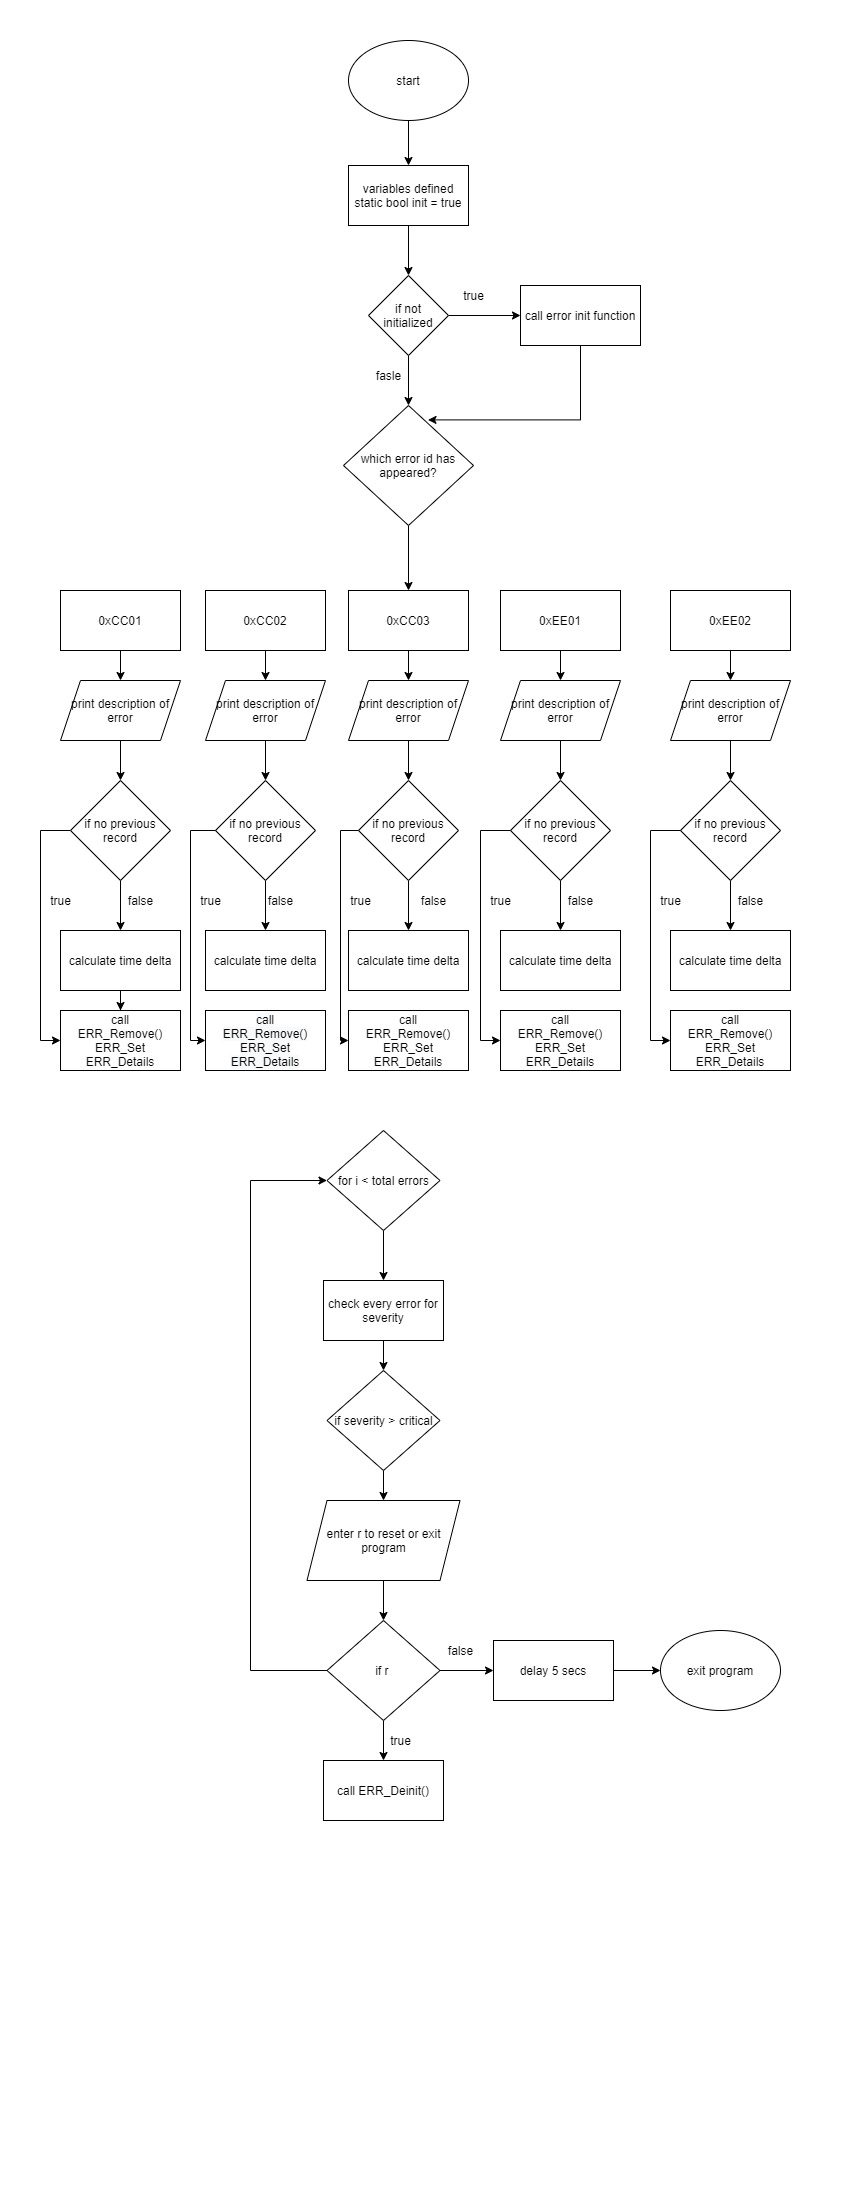 start
variables defined
static bool init = true
if not
initialized
true
call error init function
fasle
which error id has
appeared?
0xCC01
0xCC02
0xCC03
0xEE01
0xEE02
print description of
error
print description of
error
print description of
error
print description of
error
print description of
error
if no previous
record
if no previous
record
if no previous
record
if no previous
record
if no previous
record
true
false
true
false
true
false
true
false
true
false
calculate time delta
calculate time delta
calculate time delta
calculate time delta
calculate time delta
call
ERR_Remove()
ERR_Set
ERR_Details
call
ERR_Remove()
ERR_Set
ERR_Details
call
ERR_Remove()
ERR_Set
ERR_Details
call
ERR_Remove()
ERR_Set
ERR_Details
call
ERR_Remove()
ERR_Set
ERR_Details
for i < total errors
check every error for
severity
if severity > critical
enter r to reset or exit
program
if r
false
delay 5 secs
exit program
true
call ERR_Deinit()